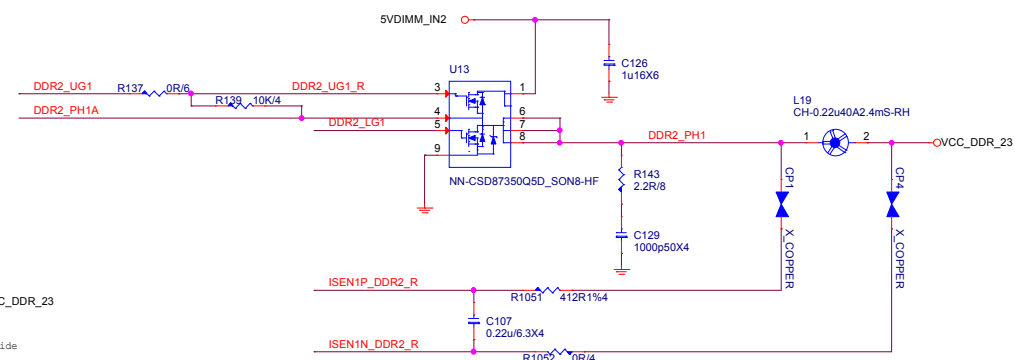 5VDIMM_IN2
C126
1u16X6
U13
DDR2_UG1
R137
0R/6
DDR2_UG1_R
3
1
R139
10K/4
DDR2_PH1A
4
6
DDR2_LG1
5
7
8
9
NN-CSD87350Q5D_SON8-HF
DDR2_PH1
L19
CH-0.22u40A2.4mS-RH
1
2
VCC_DDR_23
R143
2.2R/8
CP1
X_COPPER
CP4
X_COPPER
C129
1000p50X4
ISEN1P_DDR2_R
R1051
412R1%4
C_DDR_23
C107
0.22u/6.3X4
ide
ISEN1N_DDR2_R
R1052
0R/4